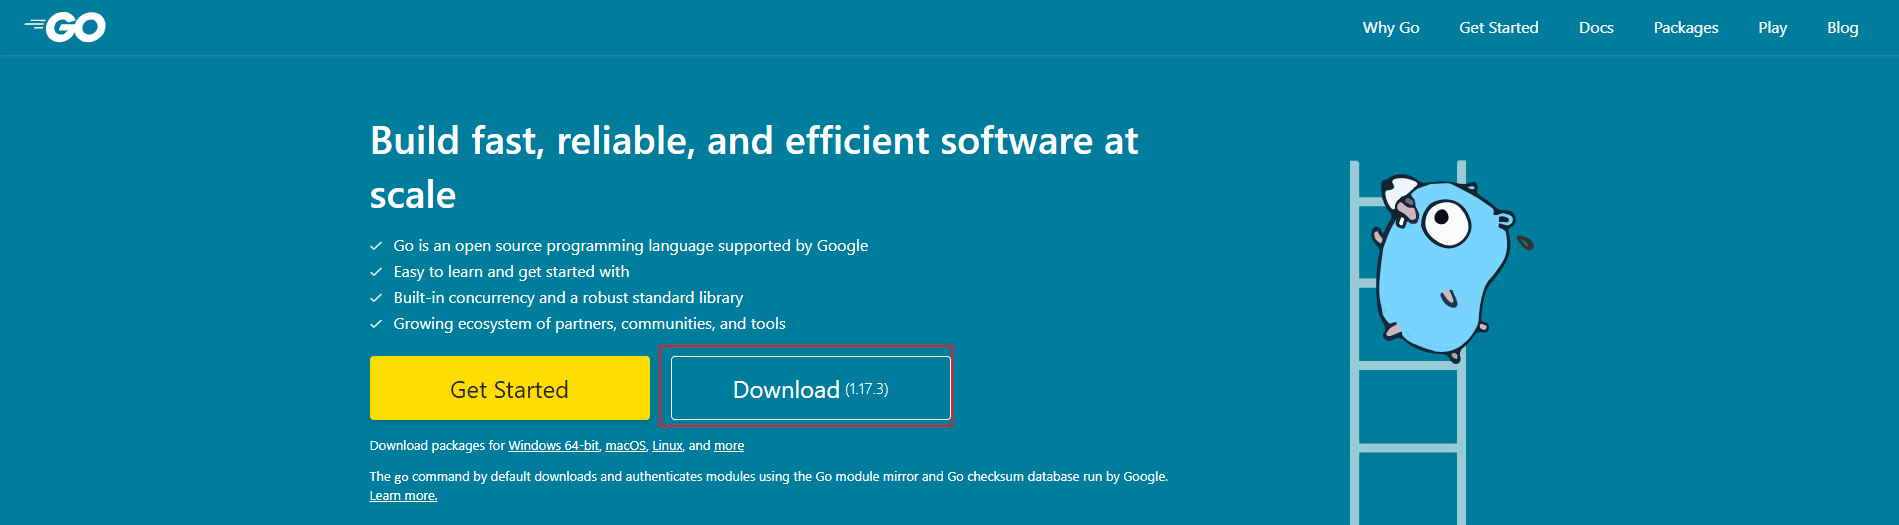 GO
Why Go Get Started Docs Packages Play Blog
Build fast, reliable, and efficient software at
scale
Go is an open source programming language supported by Google
Easy to learn and get started with
Built-in concurrency and a robust standard library
Growing ecosystem of partners, communities, and tools
Get Started Download (1.17.3)
Download packages for Windows 64-bit, macOS, Linux, and more
The go command by default downloads and authenticates modules using the Go module mirror and Go checksum database run by Google.
Learn more.